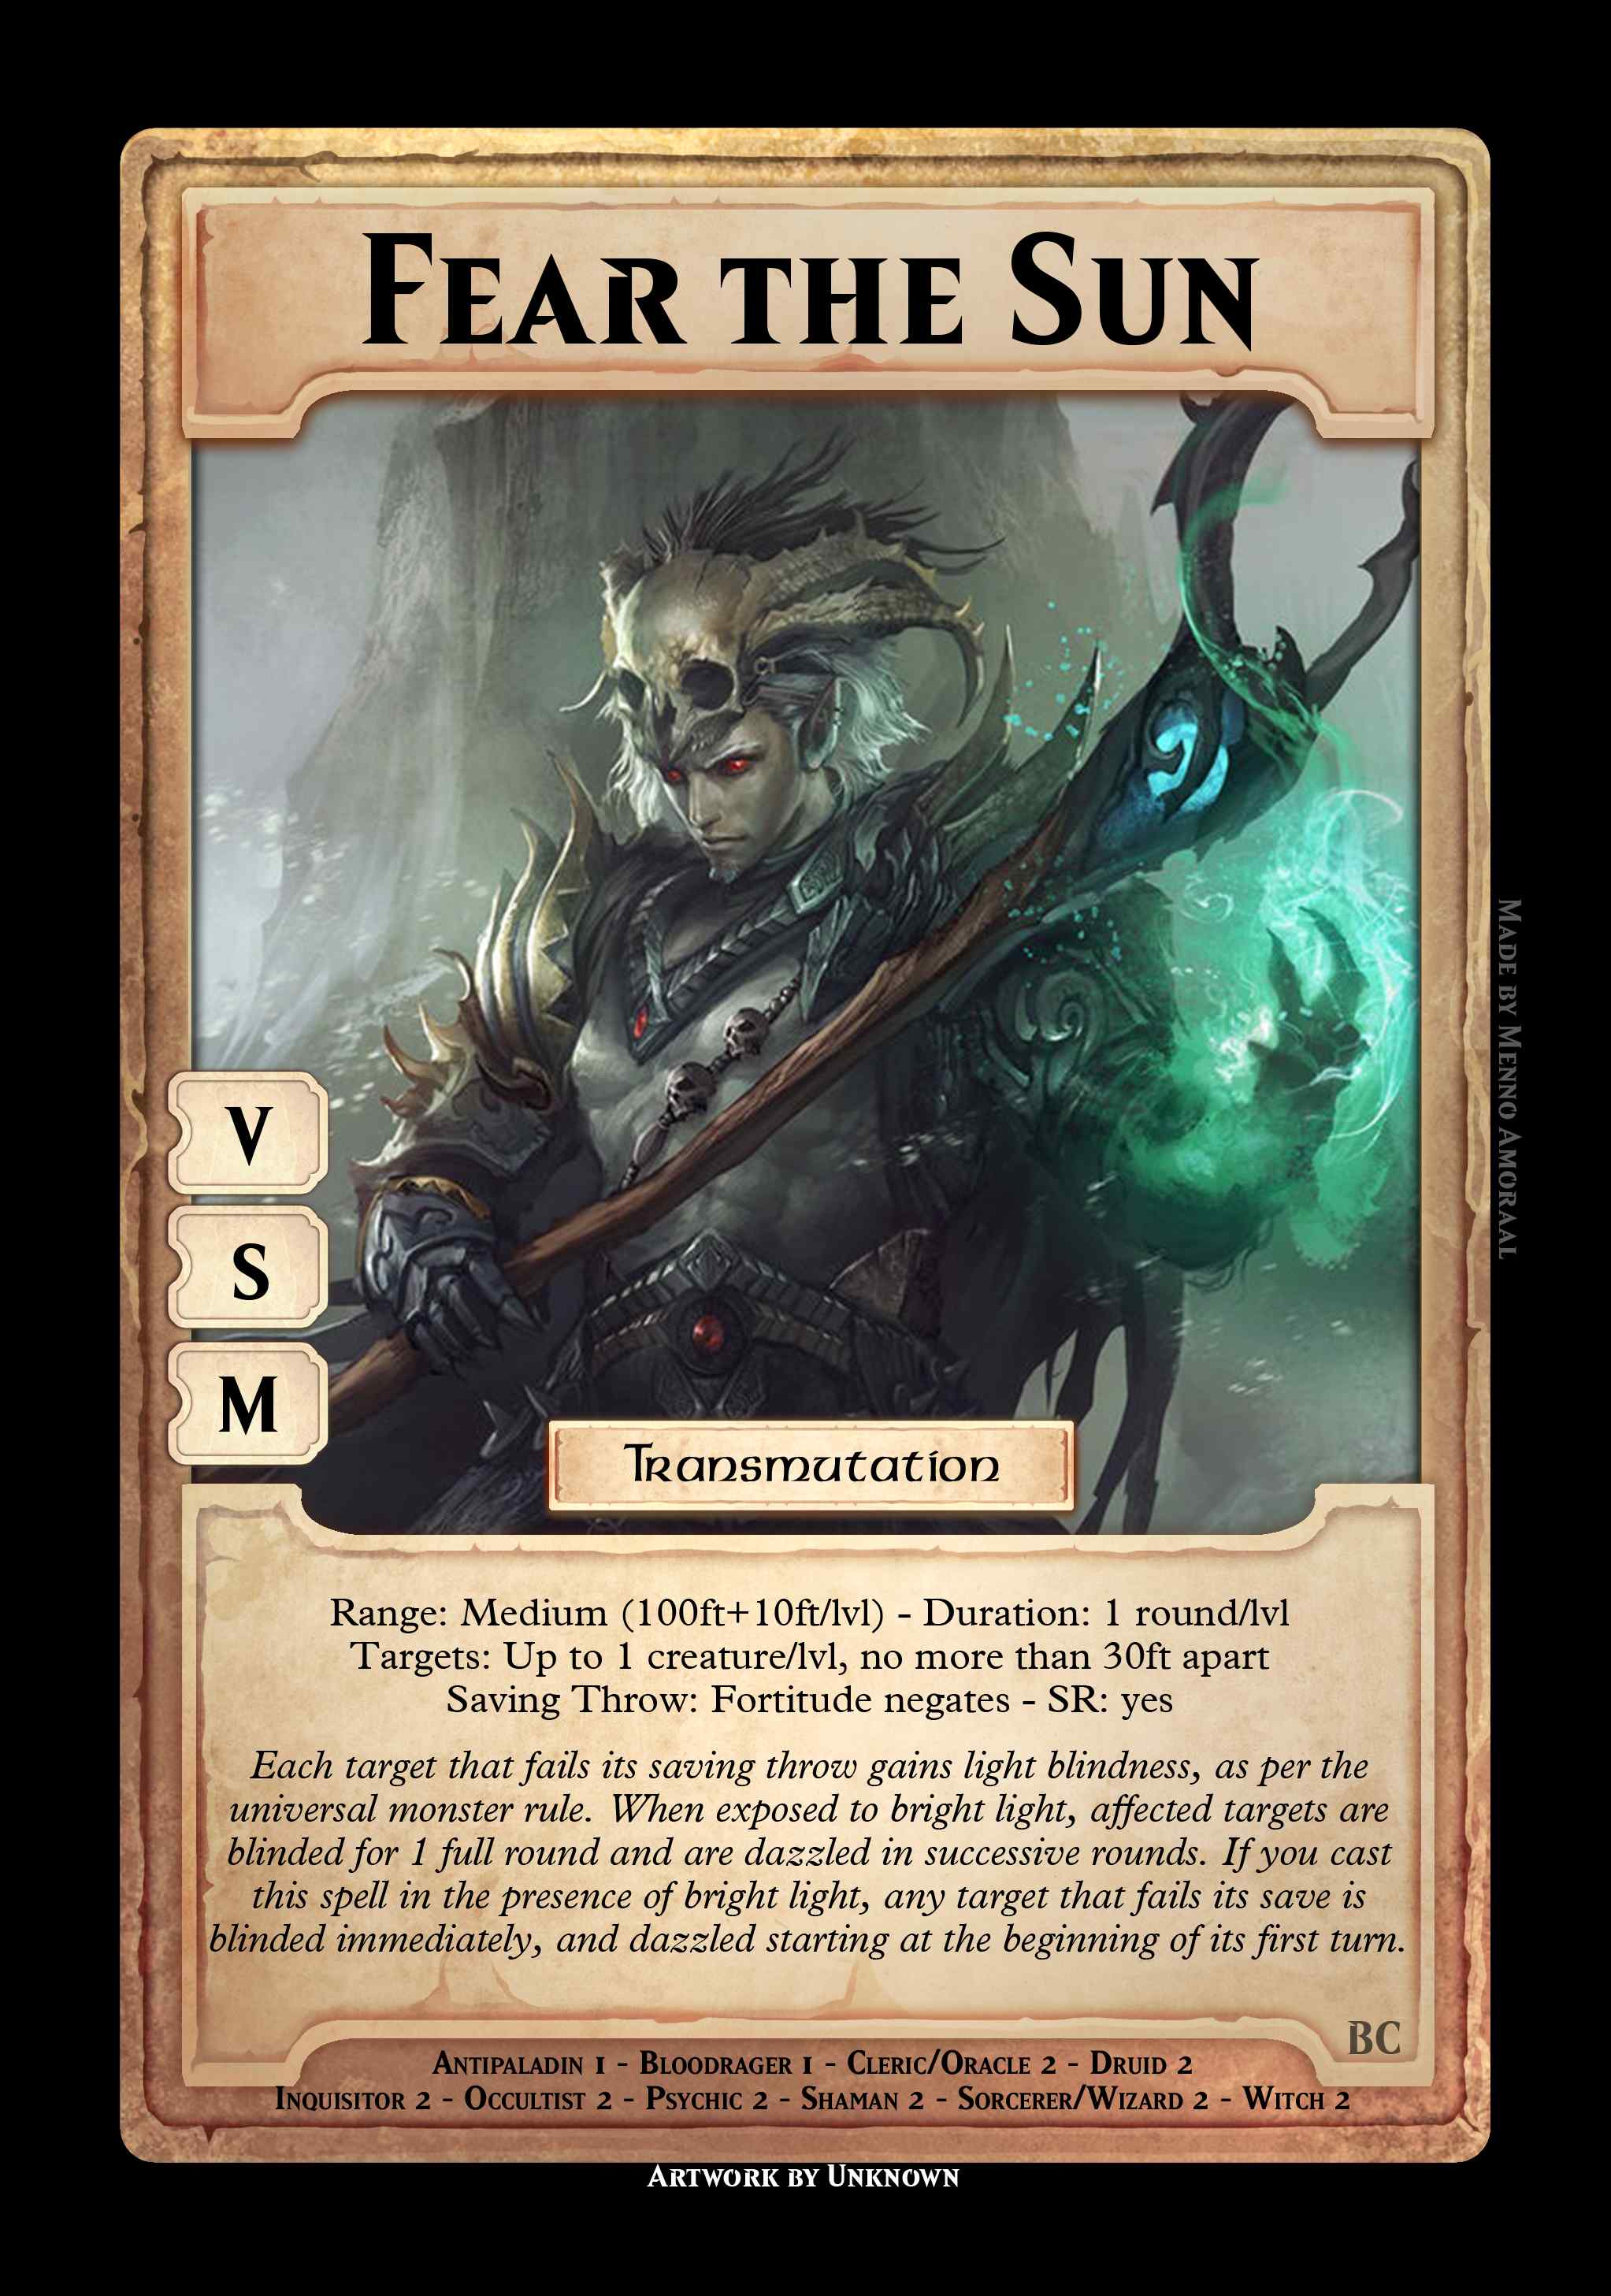 Fear the Sun
V
S
M
Transmutation
Range: Medium (100ft+10ft/lvl) - Duration: 1 round/lvl
Targets: Up to 1 creature/lvl, no more than 30ft apart
Saving Throw: Fortitude negates - SR: yes
Each target that fails its saving throw gains light blindness, as per the
universal monster rule. When exposed to bright light, affected targets are
blinded for 1 full round and are dazzled in successive rounds. If you cast
this spell in the presence of bright light, any target that fails its save is
blinded immediately, and dazzled starting at the beginning of its first turn.
BC
Antipaladin 1 - Bloodrager 1 - Cleric/Oracle 2 - Druid 2
Inquisitor 2 - Occultist 2 - Psychic 2 - Shaman 2 - Sorcerer/Wizard 2 - Witch 2
Artwork by Unknown
Made by Menno Amoraal